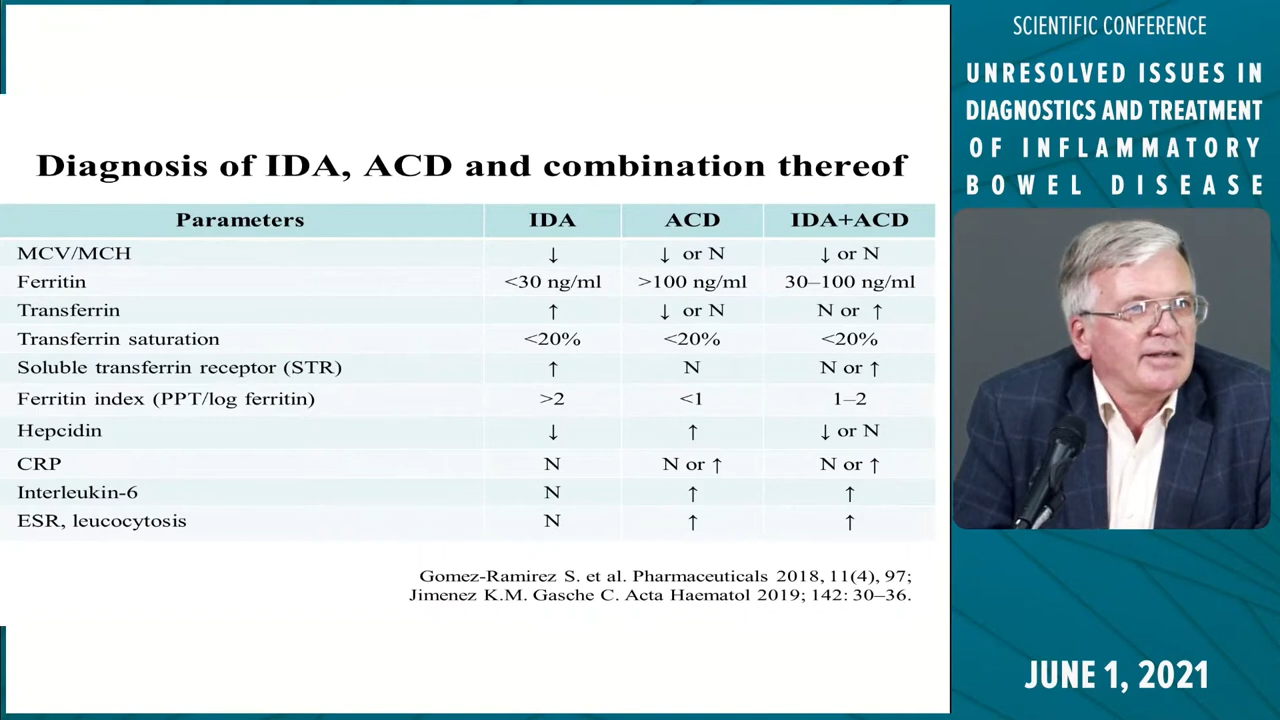 Diagnosis of IDA, ACD and combination thereof
Parameters IDA ACD IDA+ACD
MCV/MCH ↓ ↓ or N ↓ or N
Ferritin <30 ng/ml >100 ng/ml 30–100 ng/ml
Transferrin ↑ ↓ or N N or ↑
Transferrin saturation <20% <20% <20%
Soluble transferrin receptor (STR) ↑ N N or ↑
Ferritin index (PPT/log ferritin) >2 <1 1–2
Hepcidin ↓ ↑ ↓ or N
CRP N N or ↑ N or ↑
Interleukin-6 N ↑ ↑
ESR, leucocytosis N ↑ ↑
Gomez-Ramirez S. et al. Pharmaceuticals 2018, 11(4), 97;
Jimenez K.M. Gasche C. Acta Haematol 2019; 142: 30–36.
SCIENTIFIC CONFERENCE
UNRESOLVED ISSUES IN
DIAGNOSTICS AND TREATMENT
OF INFLAMMATORY
BOWEL DISEASE
JUNE 1, 2021